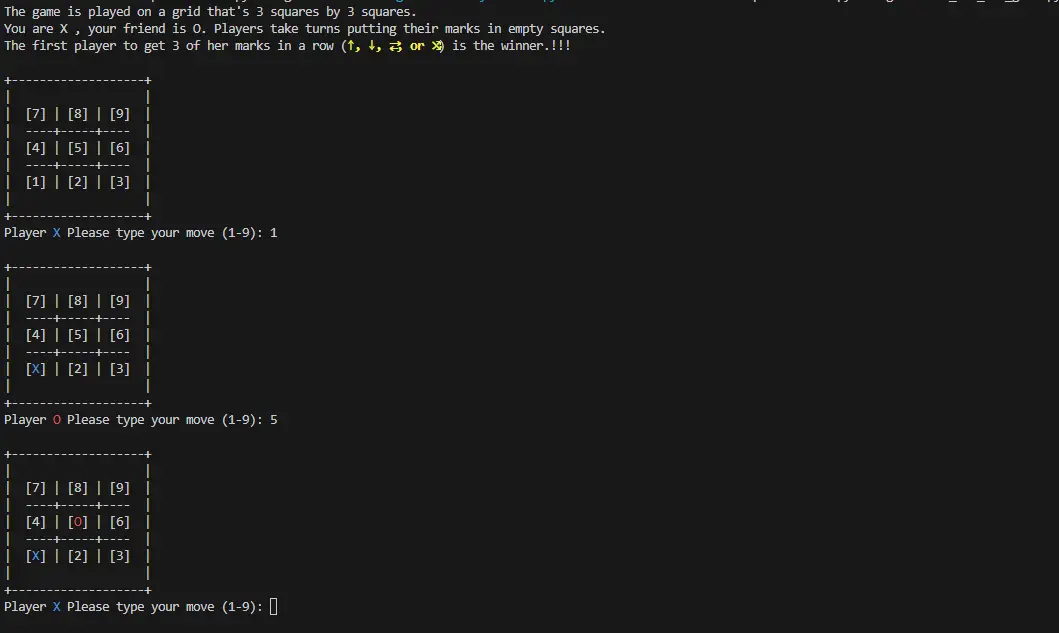 The game is played on a grid that's 3 squares by 3 squares.
You are X , your friend is O. Players take turns putting their marks in empty squares.
The first player to get 3 of her marks in a row (↑, ↓, ⇄ or ⤨) is the winner.!!!
+-------------------+
|                   |
|  [7] | [8] | [9]  |
|  ----+-----+----  |
|  [4] | [5] | [6]  |
|  ----+-----+----  |
|  [1] | [2] | [3]  |
|                   |
+-------------------+
Player X Please type your move (1-9): 1
+-------------------+
|                   |
|  [7] | [8] | [9]  |
|  ----+-----+----  |
|  [4] | [5] | [6]  |
|  ----+-----+----  |
|  [X] | [2] | [3]  |
|                   |
+-------------------+
Player O Please type your move (1-9): 5
+-------------------+
|                   |
|  [7] | [8] | [9]  |
|  ----+-----+----  |
|  [4] | [O] | [6]  |
|  ----+-----+----  |
|  [X] | [2] | [3]  |
|                   |
+-------------------+
Player X Please type your move (1-9):